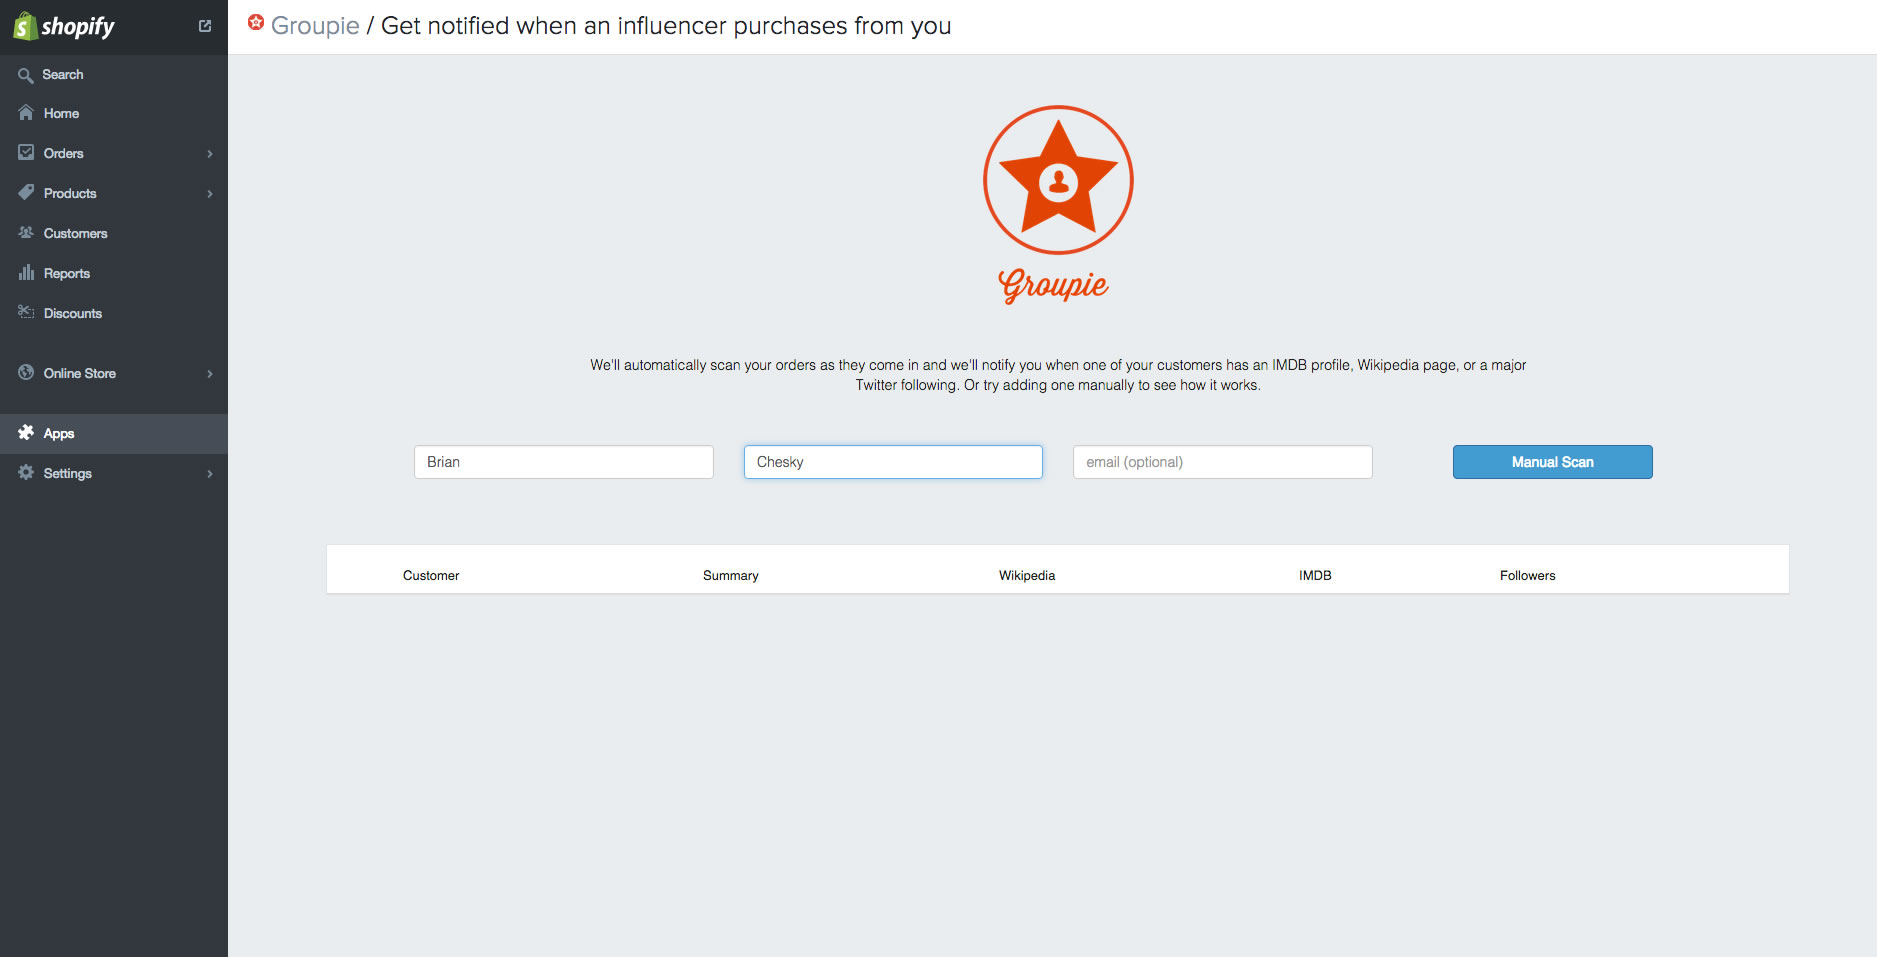 shopify
Search
Home
Orders
Products
Customers
Reports
Discounts
Online Store
Apps
Settings
Groupie / Get notified when an influencer purchases from you
Groupie
We'll automatically scan your orders as they come in and we'll notify you when one of your customers has an IMDB profile, Wikipedia page, or a major
Twitter following. Or try adding one manually to see how it works.
Brian Chesky email (optional) Manual Scan
Customer Summary Wikipedia IMDB Followers